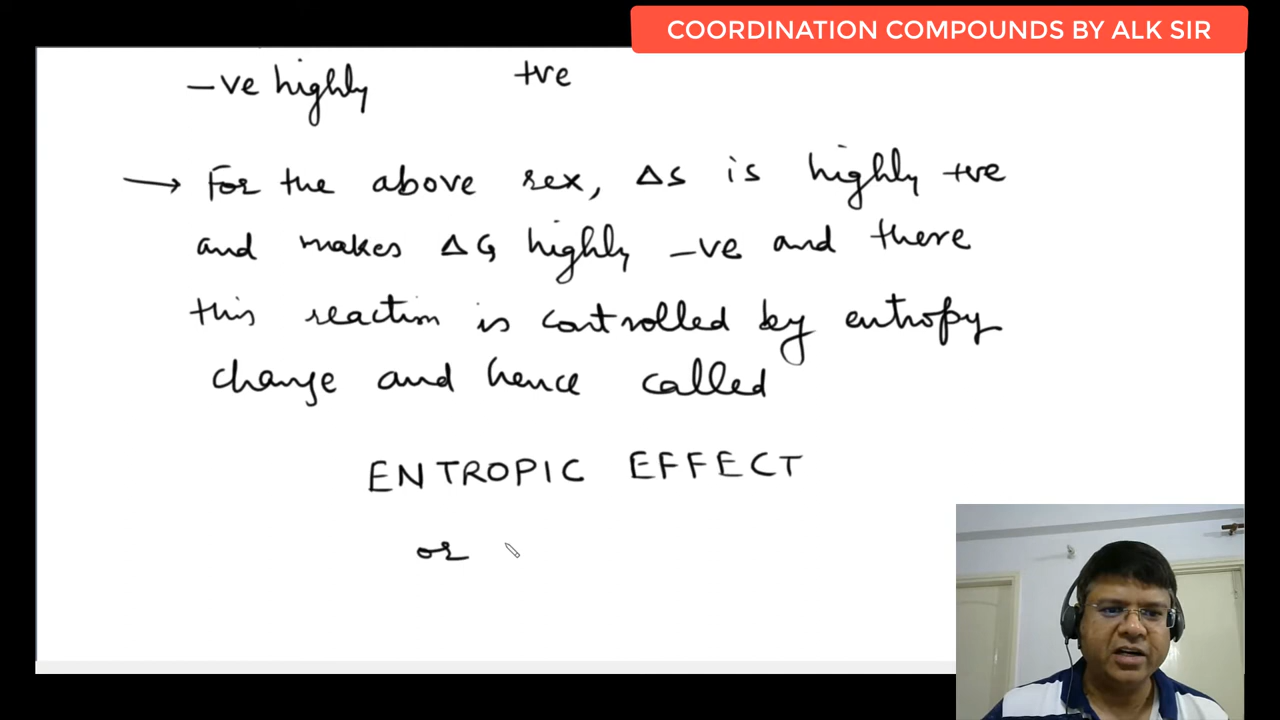 COORDINATION COMPOUNDS BY ALK SIR
-ve highly +ve
→ For the above rex, ΔS is highly +ve
and makes ΔG highly -ve and there
this reaction is controlled by entropy
change and hence called
ENTROPIC EFFECT
or